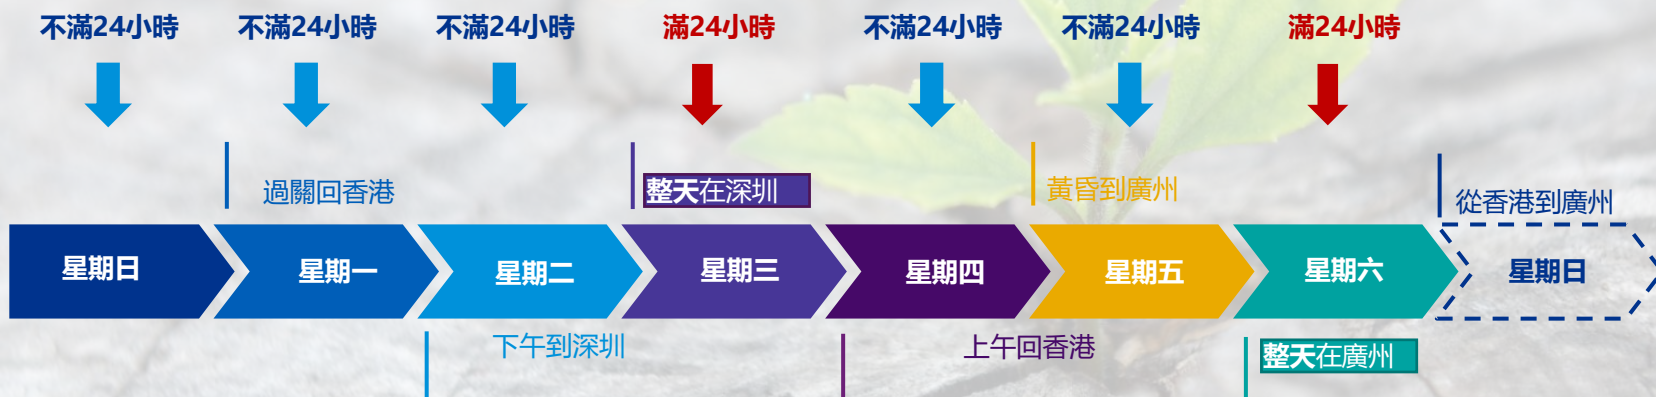 不滿24小時
不滿24小時
不滿24小時
滿24小時
不滿24小時
不滿24小時
滿24小時
過關回香港
整天在深圳
黃昏到廣州
從香港到廣州
星期日
星期一
星期二
星期三
星期四
星期五
星期六
星期日
下午到深圳
上午回香港
整天在廣州